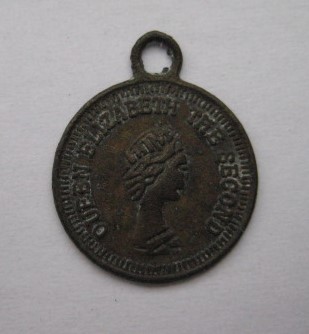 QUEEN ELIZABETH THE SECOND